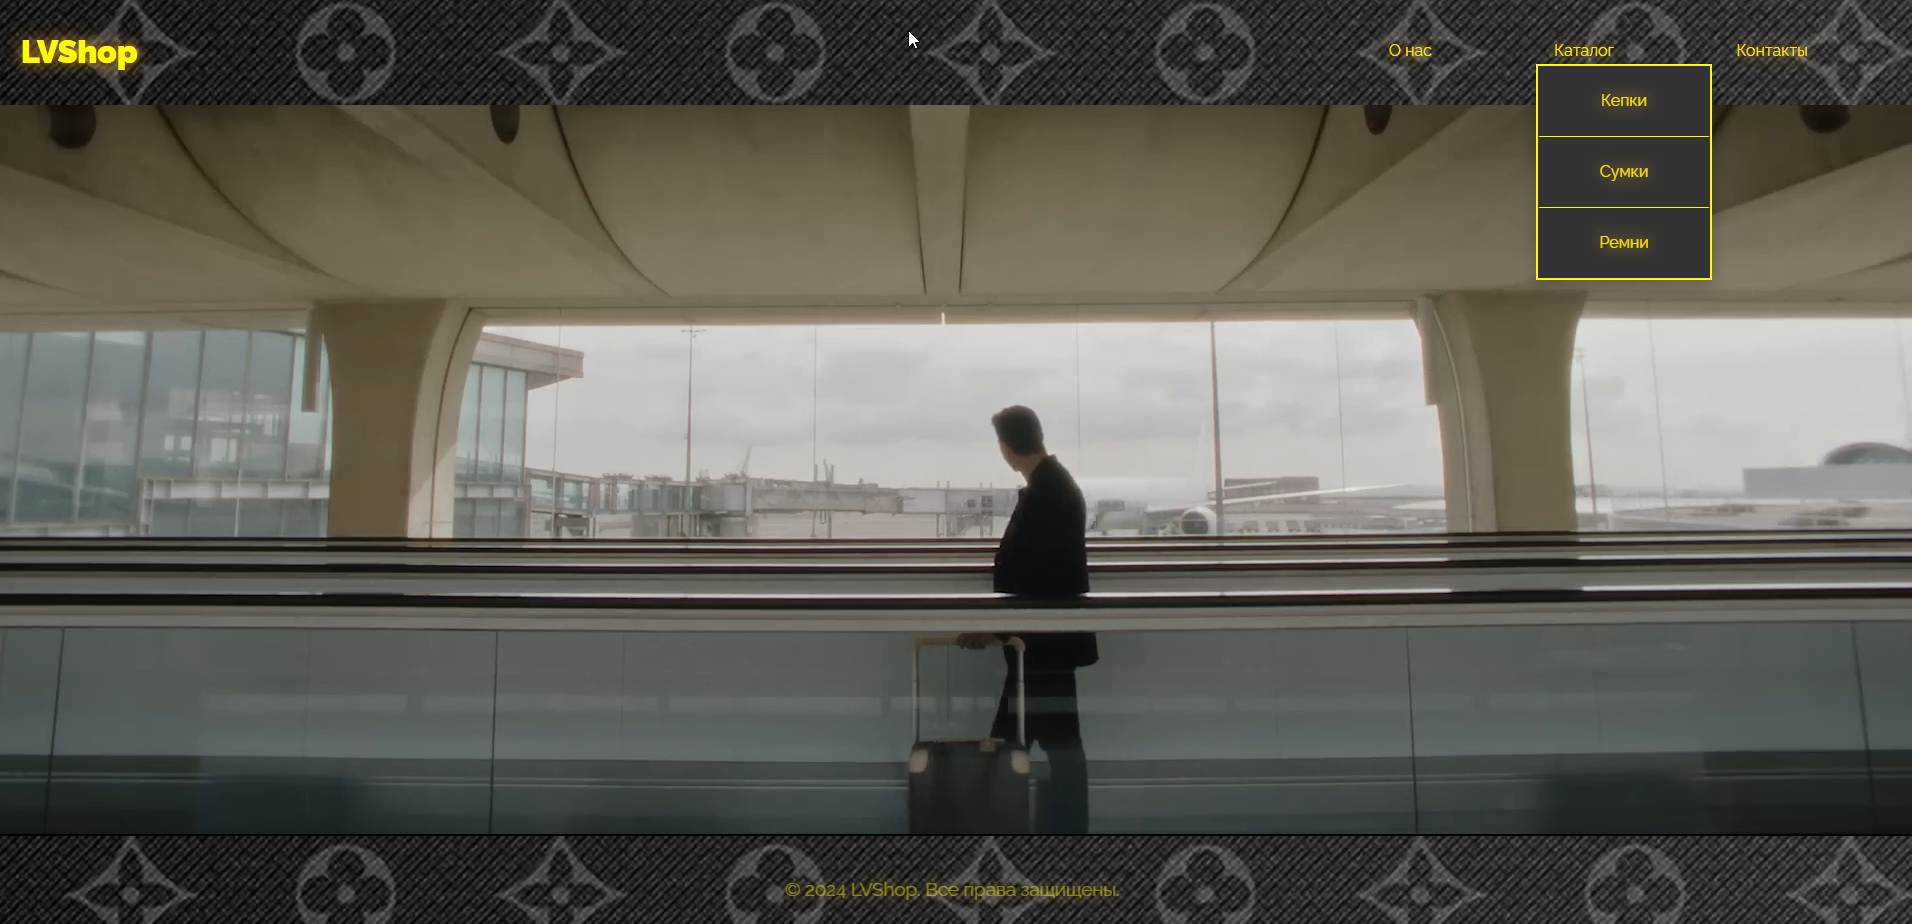 LVShop
О нас
Каталог
Контакты
Кепки
Сумки
Ремни
© 2024 LVShop. Все права защищены.